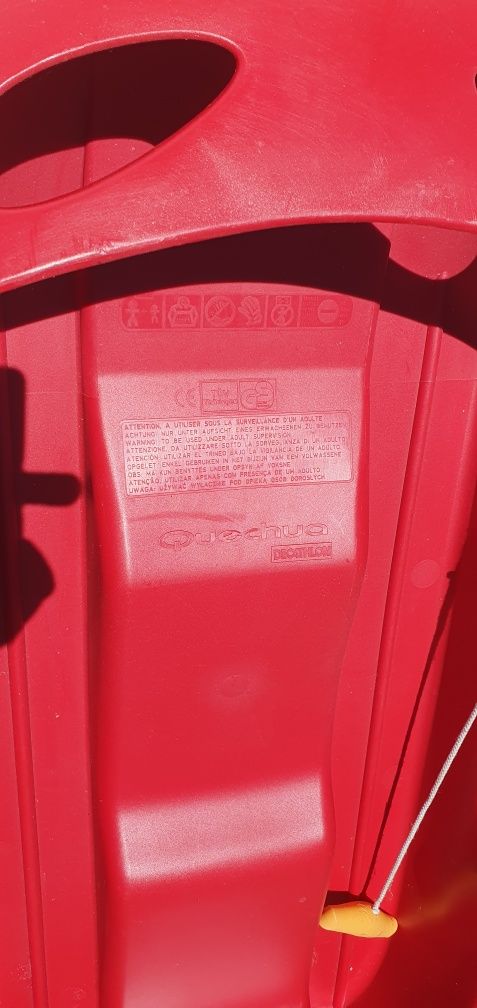 CE
GS
ATTENTION, A UTILISER SOUS LA SURVEILLANCE D'UN ADULTE
ACHTUNG: NUR UNTER AUFSICHT EINES ERWACHSENEN ZU BENUTZEN
WARNING: TO BE USED UNDER ADULT SUPERVISION
ATTENZIONE, DA UTILIZZARE SOTTO LA SORVEGLIANZA DI UN ADULTO
ATENCIÓN: UTILIZAR EL TRINEO BAJO LA VIGILANCIA DE UN ADULTO.
OPGELET: ENKEL GEBRUIKEN IN HET BIJZIJN VAN EEN VOLWASSENE
OBS. MÅ KUN BENYTTES UNDER OPSYN AF VOKSNE
ATENÇÃO, UTILIZAR APENAS COM PRESENÇA DE UM ADULTO
UWAGA: UŻYWAĆ WYŁĄCZNIE POD OPIEKĄ OSÓB DOROSŁYCH
Quechua
DECATHLON